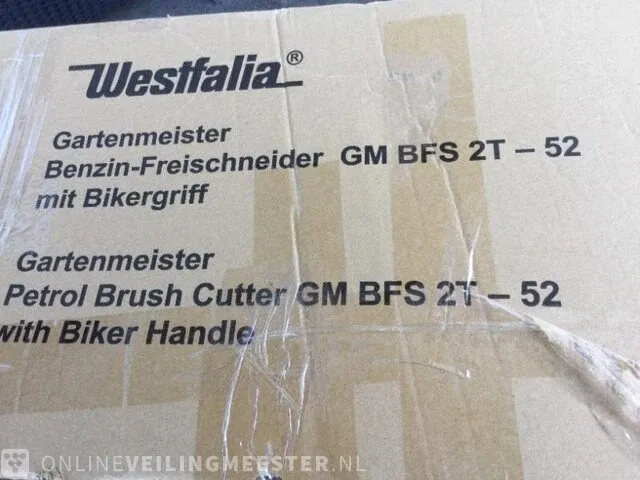 Westfalia®
Gartenmeister
Benzin-Freischneider GM BFS 2T – 52
mit Bikergriff
Gartenmeister
Petrol Brush Cutter GM BFS 2T – 52
with Biker Handle
ONLINEVEILINGMEESTER.NL